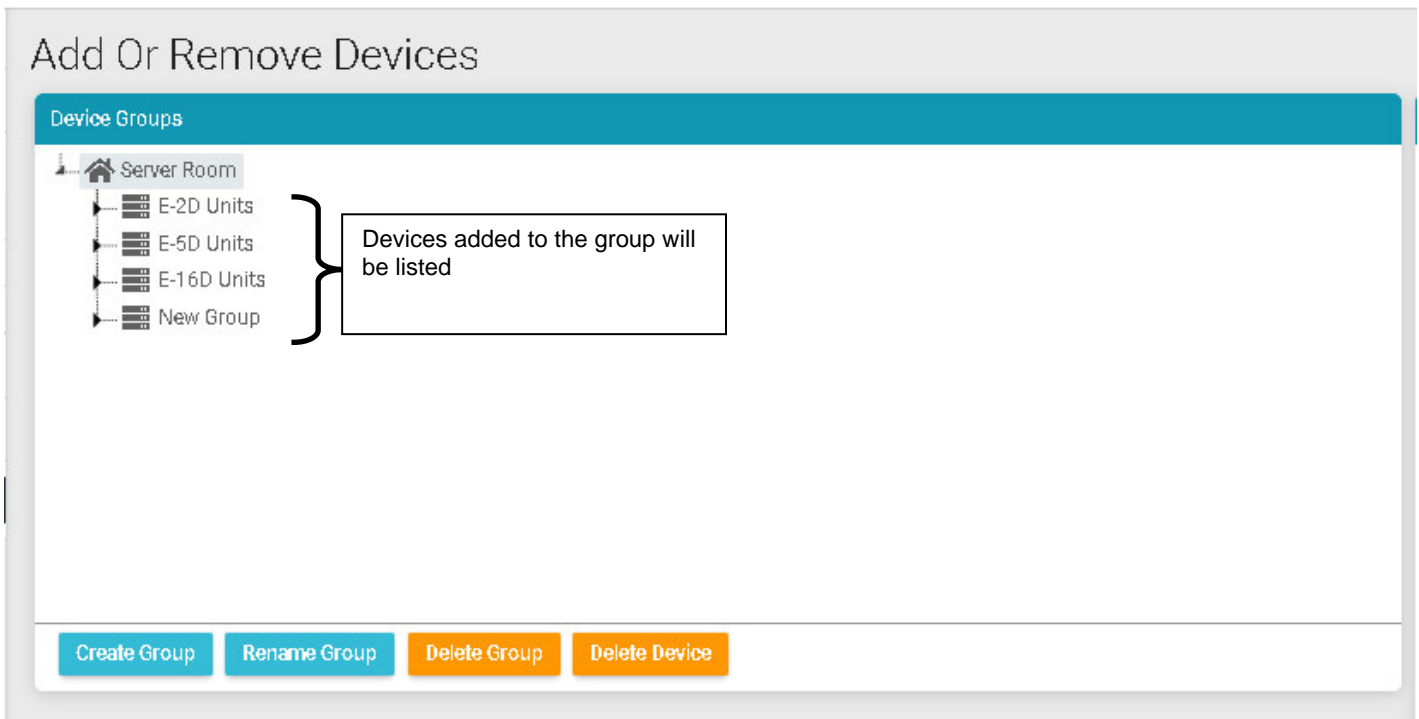 Add Or Remove Devices
Device Groups
Server Room
E-2D Units
E-5D Units
E-16D Units
New Group
Devices added to the group will
be listed
Create Group Rename Group Delete Group Delete Device